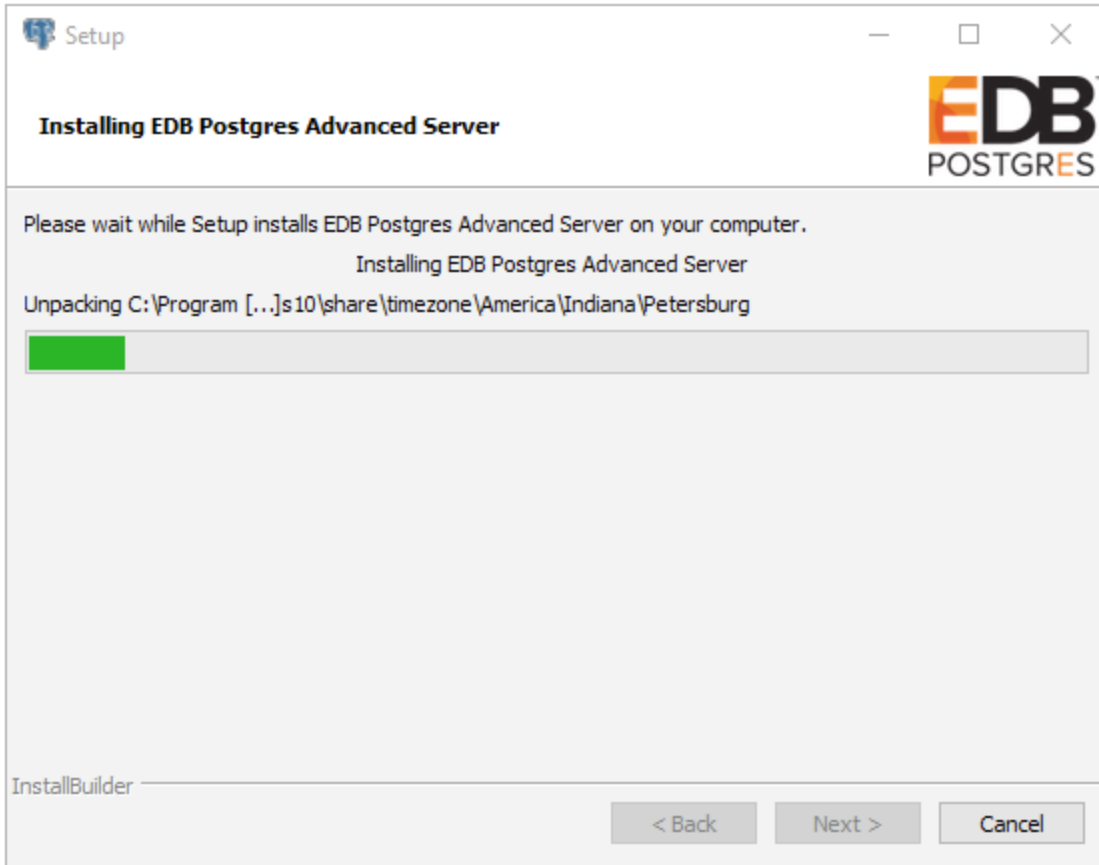 Setup
Installing EDB Postgres Advanced Server
EDB
POSTGRES
Please wait while Setup installs EDB Postgres Advanced Server on your computer.
Installing EDB Postgres Advanced Server
Unpacking C:\Program [...]s10\share\timezone\America\Indiana\Petersburg
InstallBuilder
< Back Next > Cancel